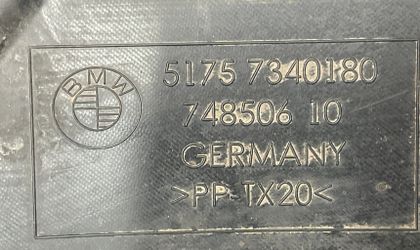 BMW
5175 7340180
748506 10
GERMANY
>PP-TX20<